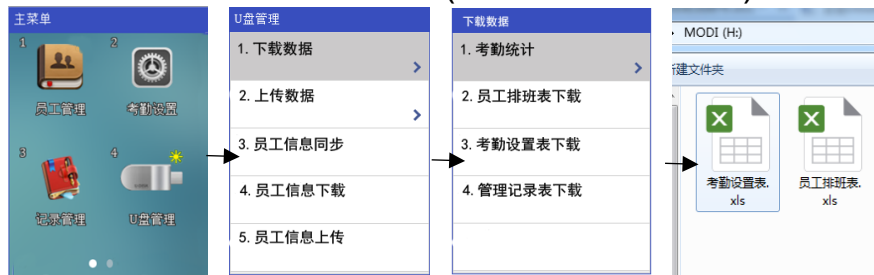 主菜单
1
员工管理
2
考勤设置
3
记录管理
4
U盘管理
U盘管理
1. 下载数据
2. 上传数据
3. 员工信息同步
4. 员工信息下载
5. 员工信息上传
下载数据
1. 考勤统计
2. 员工排班表下载
3. 考勤设置表下载
4. 管理记录表下载
MODI (H:)
建文件夹
考勤设置表.
xls
员工排班表.
xls